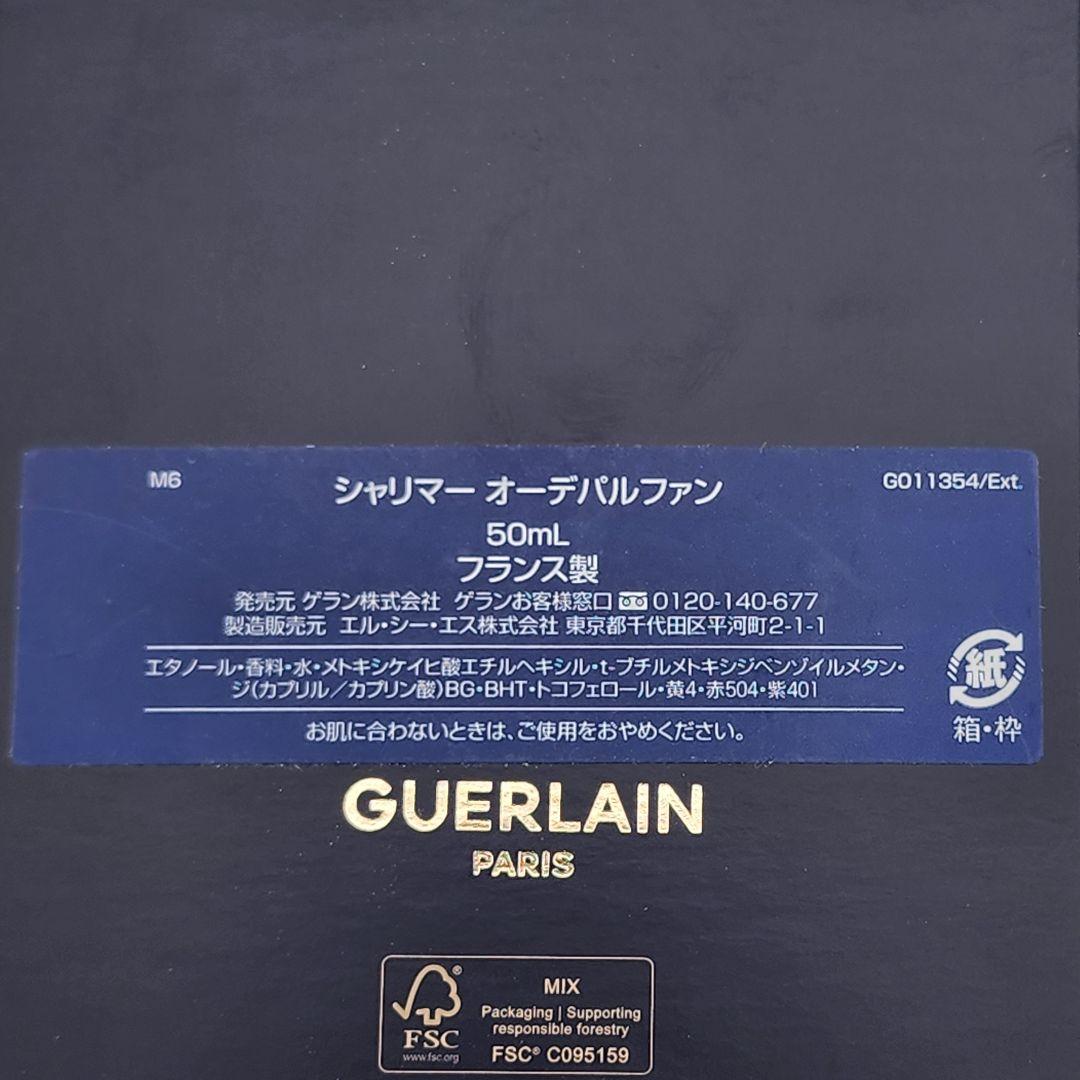 M6
シャリマー オーデパルファン
G011354/Ext.
50mL
フランス製
発売元 ゲラン株式会社 ゲランお客様窓口 0120-140-677
製造販売元 エル・シー・エス株式会社 東京都千代田区平河町2-1-1
エタノール・香料・水・メトキシケイヒ酸エチルヘキシル・t-ブチルメトキシジベンゾイルメタン・
ジ(カプリル/カプリン酸)BG・BHT・トコフェロール・黄4・赤504・紫401
お肌に合わないときは、ご使用をおやめください。
紙
箱・枠
GUERLAIN
PARIS
FSC
www.fsc.org
MIX
Packaging | Supporting
responsible forestry
FSC® C095159